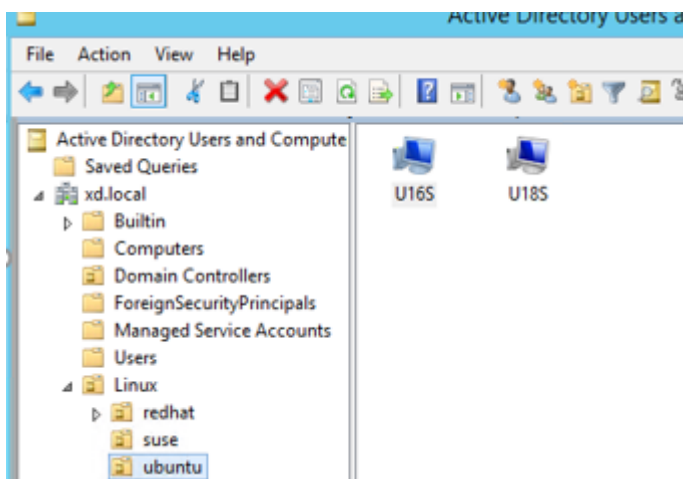 Active Directory Users a
File Action View Help
Active Directory Users and Compute
Saved Queries
xd.local
Builtin
Computers
Domain Controllers
ForeignSecurityPrincipals
Managed Service Accounts
Users
Linux
redhat
suse
ubuntu
U16S U18S